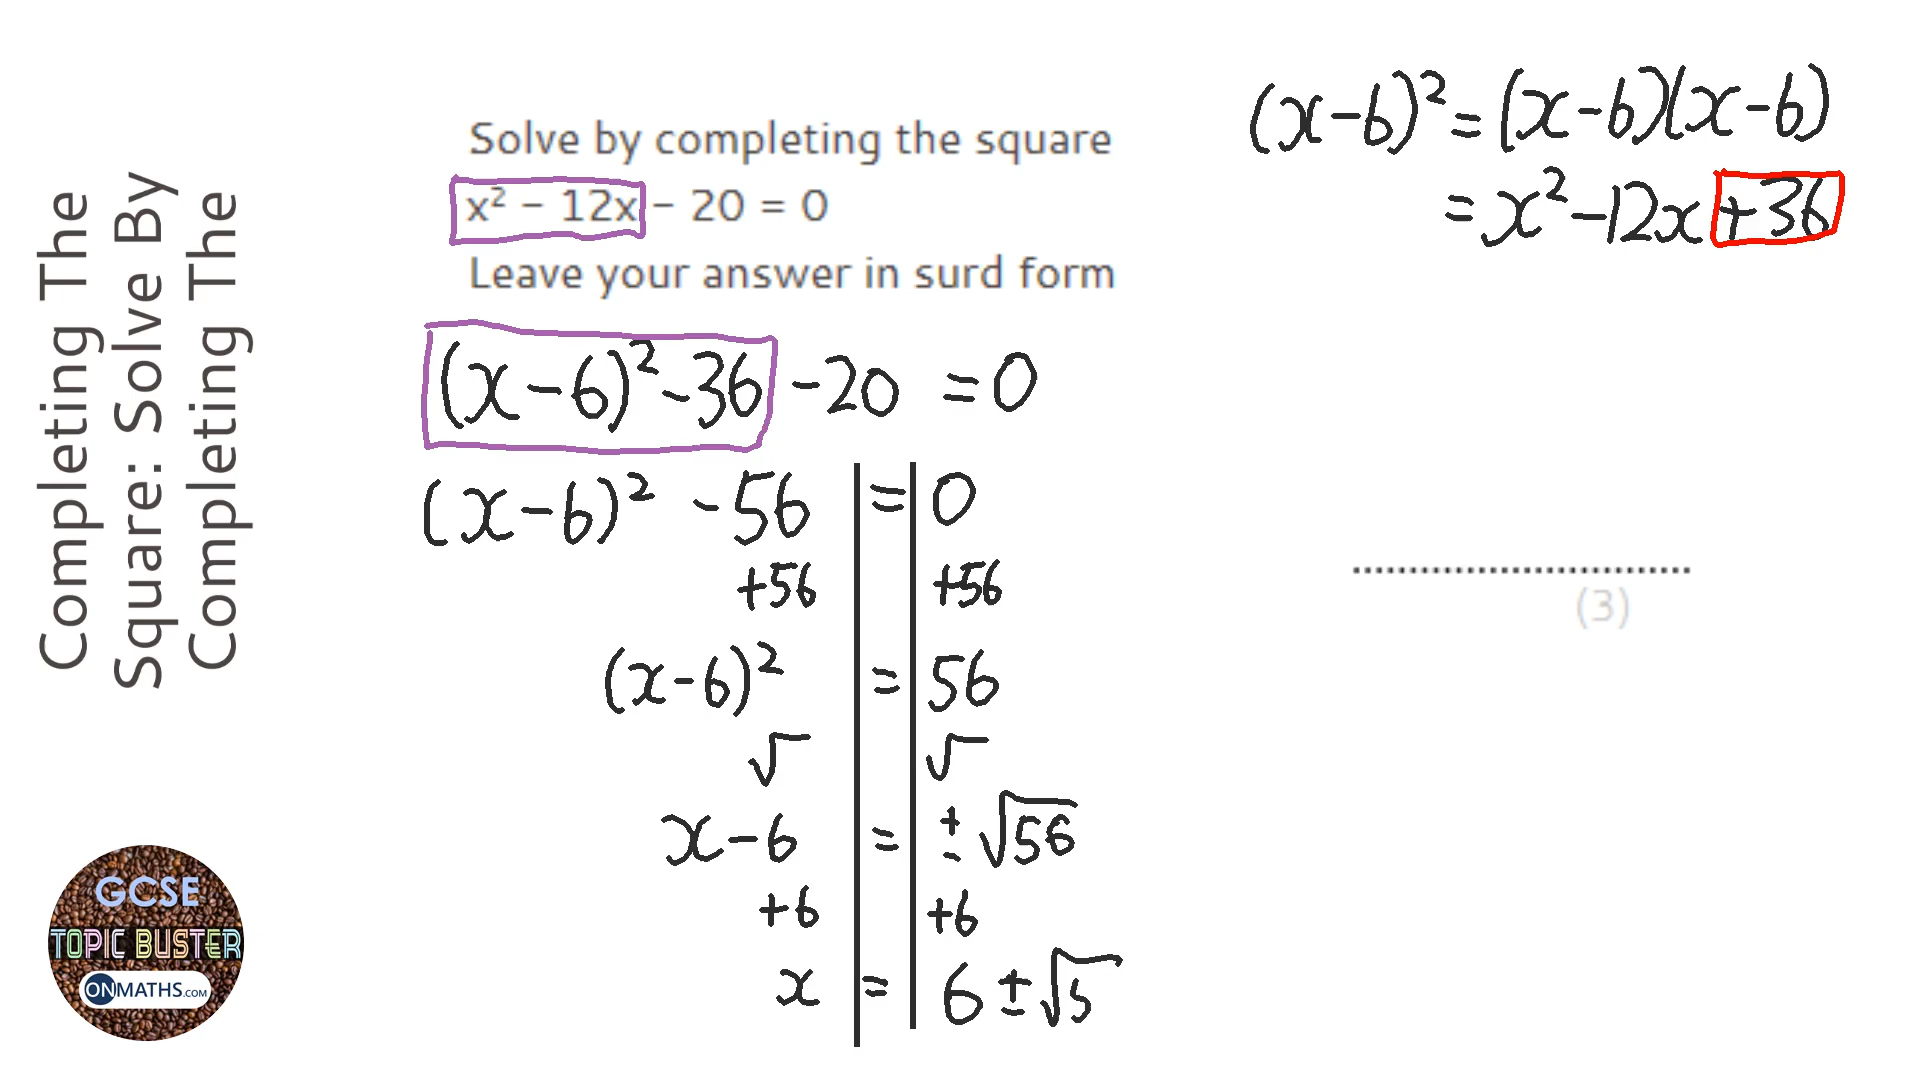 Completing The
Square: Solve By
Completing The
Solve by completing the square
x² − 12x − 20 = 0
Leave your answer in surd form
(x−6)² = (x−6)(x−6)
= x² −12x +36
(x−6)² −36 −20 = 0
(x−6)² −56 = 0
+56 +56
(x−6)² = 56
√ √
x−6 = ± √56
+6 +6
x = 6 ± √5
(3)
GCSE
TOPIC BUSTER
ONMATHS.COM